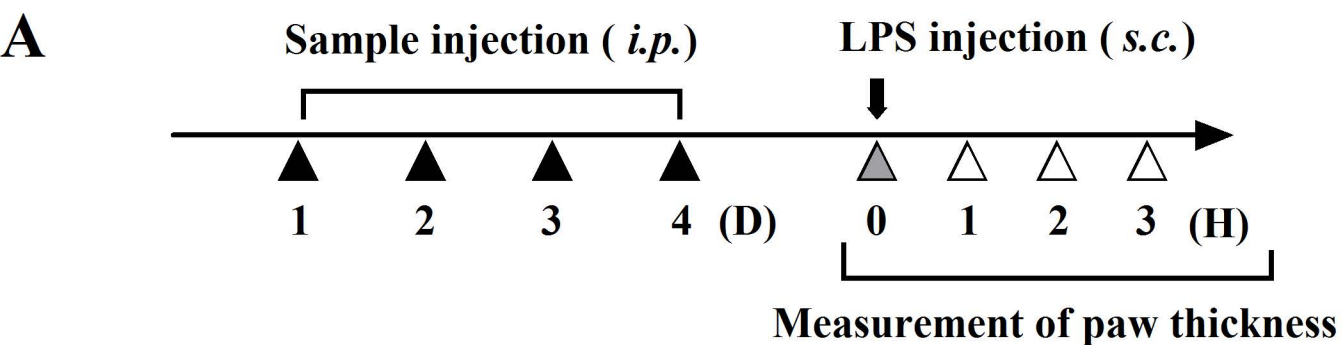 A
Sample injection ( i.p.)
LPS injection ( s.c.)
1 2 3 4 (D) 0 1 2 3 (H)
Measurement of paw thickness